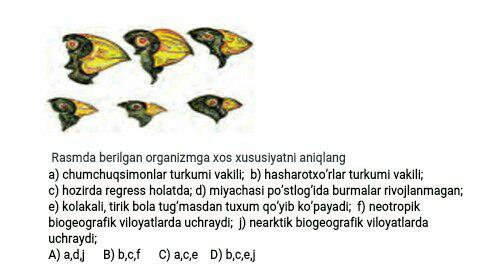 Rasmda berilgan organizmga xos xususiyatni aniqlang
a) chumchuqsimonlar turkumi vakili; b) hasharotxo'rlar turkumi vakili;
c) hozirda regress holatda; d) miyachasi po'stlog'ida burmalar rivojlanmagan;
e) kolakali, tirik bola tug'masdan tuxum qo'yib ko'payadi; f) neotropik
biogeografik viloyatlarda uchraydi; j) nearktik biogeografik viloyatlarda
uchraydi;
A) a,d,j B) b,c,f C) a,c,e D) b,c,e,j